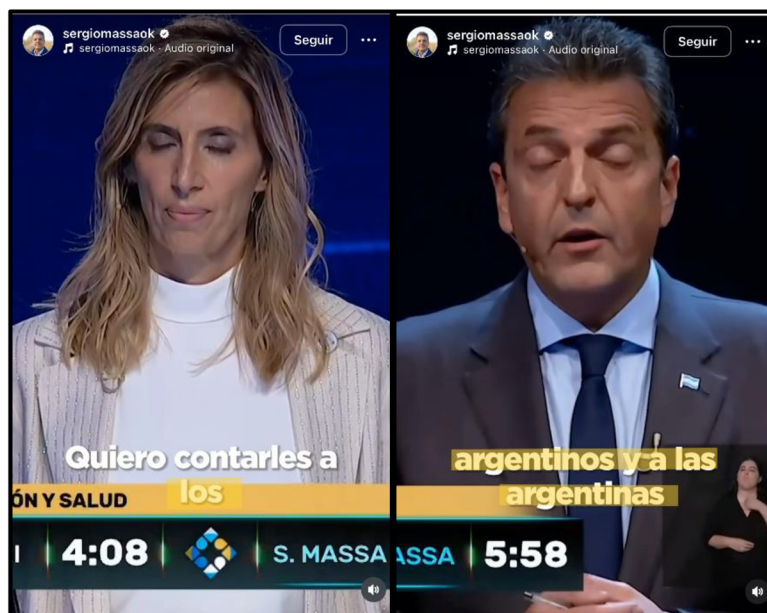 sergiomassaok
sergiomassaok · Audio original
Seguir
Quiero contarles a
los
ÓN Y SALUD
4:08
S. MASSA
sergiomassaok
sergiomassaok · Audio original
Seguir
argentinos y a las
argentinas
ASSA
5:58